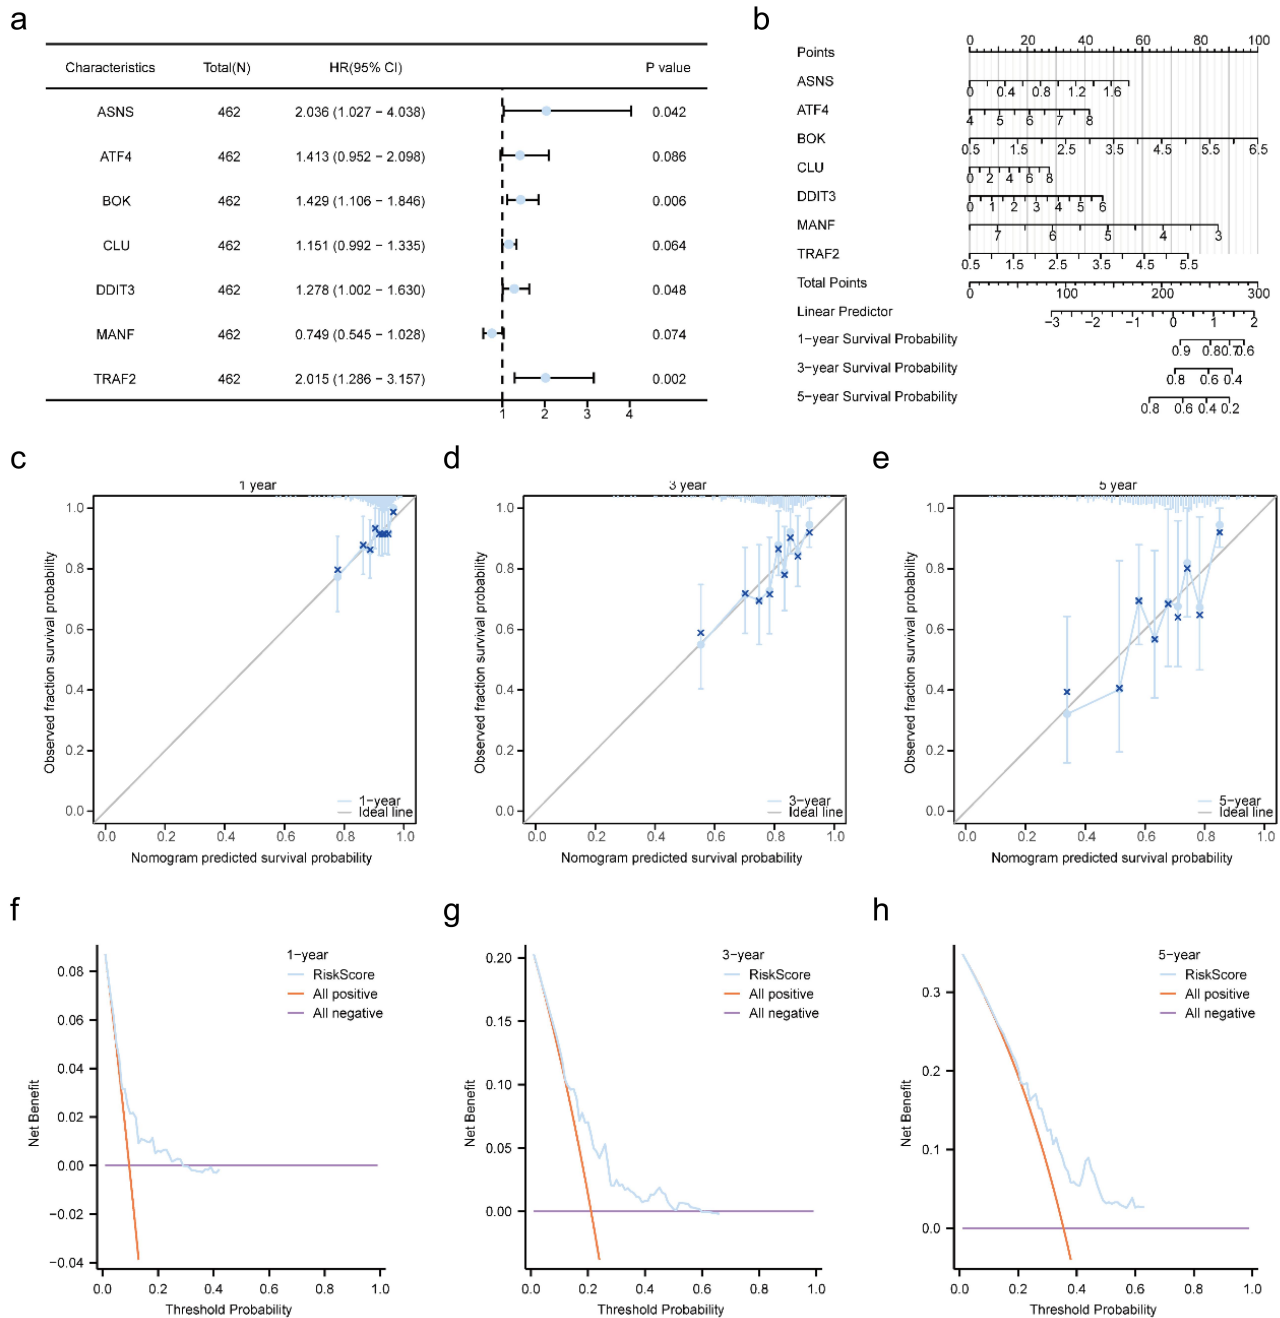 a
Characteristics Total(N) HR(95% CI) P value
ASNS 462 2.036 (1.027 − 4.038) 0.042
ATF4 462 1.413 (0.952 − 2.098) 0.086
BOK 462 1.429 (1.106 − 1.846) 0.006
CLU 462 1.151 (0.992 − 1.335) 0.064
DDIT3 462 1.278 (1.002 − 1.630) 0.048
MANF 462 0.749 (0.545 − 1.028) 0.074
TRAF2 462 2.015 (1.286 − 3.157) 0.002
1 2 3 4
b
Points 0 20 40 60 80 100
ASNS 0 0.4 0.8 1.2 1.6
ATF4 4 5 6 7 8
BOK 0.5 1.5 2.5 3.5 4.5 5.5 6.5
CLU 0 2 4 6 8
DDIT3 0 1 2 3 4 5 6
MANF 7 6 5 4 3
TRAF2 0.5 1.5 2.5 3.5 4.5 5.5
Total Points 0 100 200 300
Linear Predictor −3 −2 −1 0 1 2
1−year Survival Probability 0.9 0.80 0.7 0.6
3−year Survival Probability 0.8 0.6 0.4
5−year Survival Probability 0.8 0.6 0.4 0.2
c
1 year
Observed fraction survival probability
1.0
0.8
0.6
0.4
0.2
0.0
1−year
Ideal line
0.0 0.2 0.4 0.6 0.8 1.0
Nomogram predicted survival probability
d
3 year
Observed fraction survival probability
1.0
0.8
0.6
0.4
0.2
0.0
3−year
Ideal line
0.0 0.2 0.4 0.6 0.8 1.0
Nomogram predicted survival probability
e
5 year
Observed fraction survival probability
1.0
0.8
0.6
0.4
0.2
0.0
5−year
Ideal line
0.0 0.2 0.4 0.6 0.8 1.0
Nomogram predicted survival probability
f
1−year
RiskScore
All positive
All negative
Net Benefit
0.08
0.06
0.04
0.02
0.00
−0.02
−0.04
0.0 0.2 0.4 0.6 0.8 1.0
Threshold Probability
g
3−year
RiskScore
All positive
All negative
Net Benefit
0.20
0.15
0.10
0.05
0.00
0.0 0.2 0.4 0.6 0.8 1.0
Threshold Probability
h
5−year
RiskScore
All positive
All negative
Net Benefit
0.3
0.2
0.1
0.0
0.0 0.2 0.4 0.6 0.8 1.0
Threshold Probability